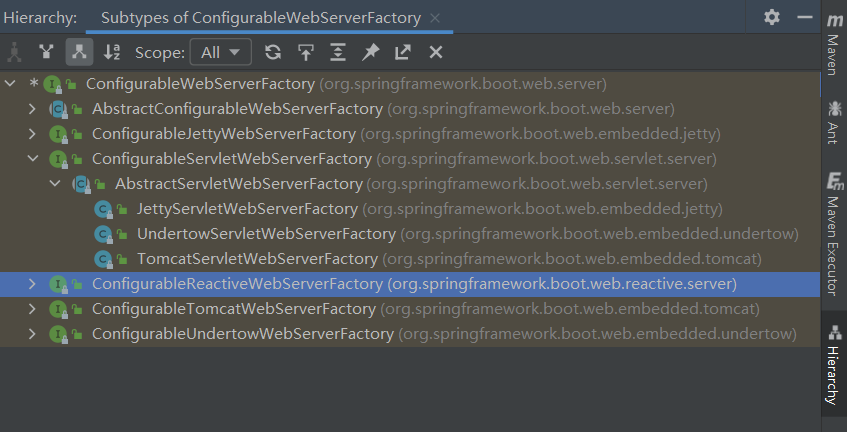 Hierarchy: Subtypes of ConfigurableWebServerFactory
Scope: All
* ConfigurableWebServerFactory (org.springframework.boot.web.server)
AbstractConfigurableWebServerFactory (org.springframework.boot.web.server)
ConfigurableJettyWebServerFactory (org.springframework.boot.web.embedded.jetty)
ConfigurableServletWebServerFactory (org.springframework.boot.web.servlet.server)
AbstractServletWebServerFactory (org.springframework.boot.web.servlet.server)
JettyServletWebServerFactory (org.springframework.boot.web.embedded.jetty)
UndertowServletWebServerFactory (org.springframework.boot.web.embedded.undertow)
TomcatServletWebServerFactory (org.springframework.boot.web.embedded.tomcat)
ConfigurableReactiveWebServerFactory (org.springframework.boot.web.reactive.server)
ConfigurableTomcatWebServerFactory (org.springframework.boot.web.embedded.tomcat)
ConfigurableUndertowWebServerFactory (org.springframework.boot.web.embedded.undertow)
Maven
Ant
Maven Executor
Hierarchy